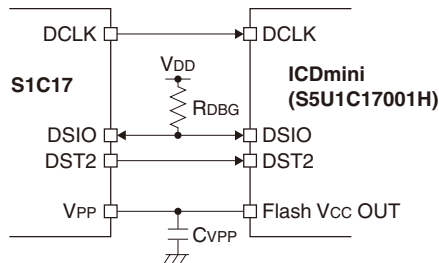 DCLK
DCLK
VDD
S1C17
ICDmini
(S5U1C17001H)
RDBG
DSIO
DSIO
DST2
DST2
VPP
Flash VCC OUT
CVPP